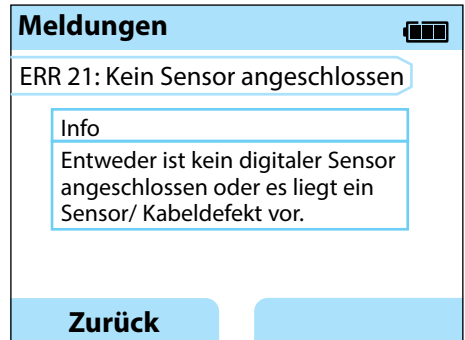 Meldungen
ERR 21: Kein Sensor angeschlossen
Info
Entweder ist kein digitaler Sensor
angeschlossen oder es liegt ein
Sensor/ Kabeldefekt vor.
Zurück